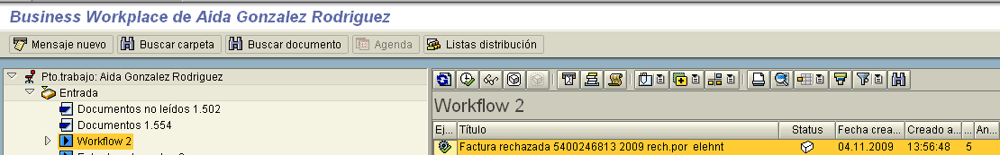 Business Workplace de Aida Gonzalez Rodriguez
Mensaje nuevo Buscar carpeta Buscar documento Agenda Listas distribución
Pto.trabajo: Aida Gonzalez Rodriguez
Entrada
Documentos no leídos 1.502
Documentos 1.554
Workflow 2
Workflow 2
Ej... Título Status Fecha crea... Creado a... ... An...
Factura rechazada 5400246813 2009 rech.por elehnt 04.11.2009 13:56:48 5